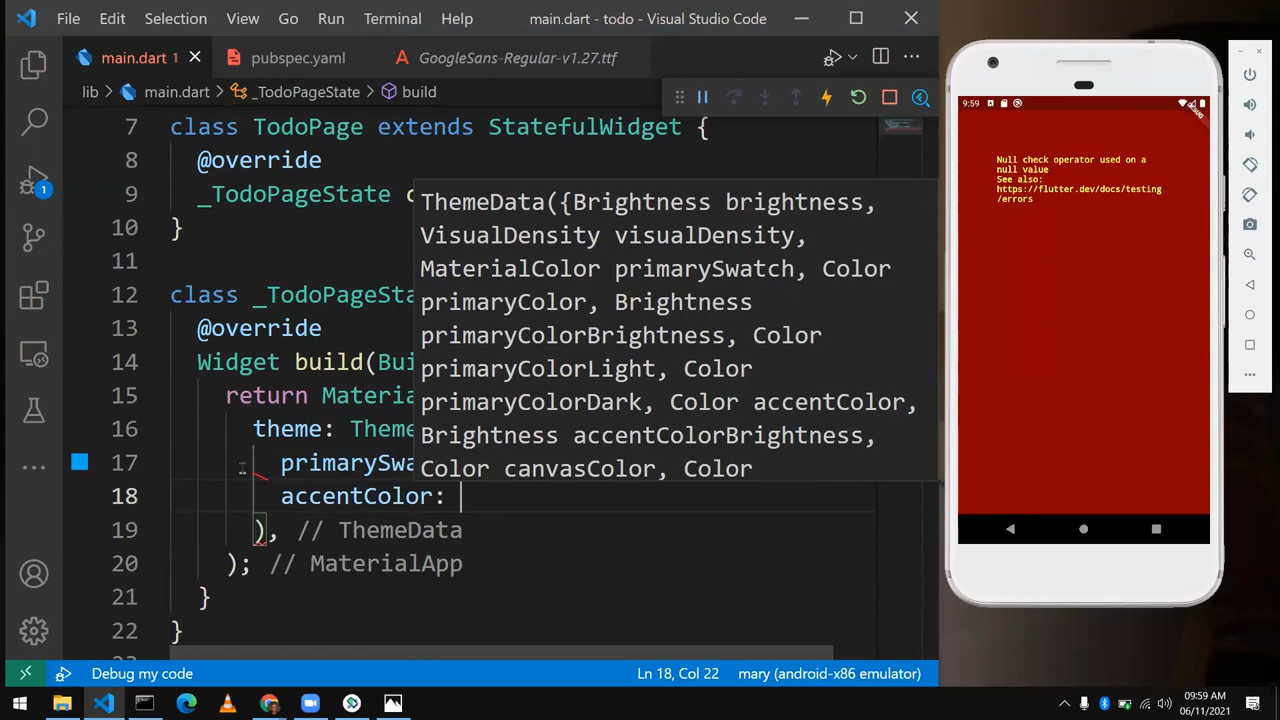 File Edit Selection View Go Run Terminal Help main.dart - todo - Visual Studio Code
main.dart 1 pubspec.yaml GoogleSans-Regular-v1.27.ttf
lib main.dart _TodoPageState build
7 class TodoPage extends StatefulWidget {
8 @override
9 _TodoPageState c
10 }
11
12 class _TodoPageSta
13 @override
14 Widget build(Bui
15 return Materia
16 theme: Theme
17 primarySwa
18 accentColor:
19 ), // ThemeData
20 ); // MaterialApp
21 }
22 }
ThemeData({Brightness brightness,
VisualDensity visualDensity,
MaterialColor primarySwatch, Color
primaryColor, Brightness
primaryColorBrightness, Color
primaryColorLight, Color
primaryColorDark, Color accentColor,
Brightness accentColorBrightness,
Color canvasColor, Color
1
Debug my code Ln 18, Col 22 mary (android-x86 emulator)
9:59
Null check operator used on a
null value
See also:
https://flutter.dev/docs/testing
/errors
09:59 AM
06/11/2021